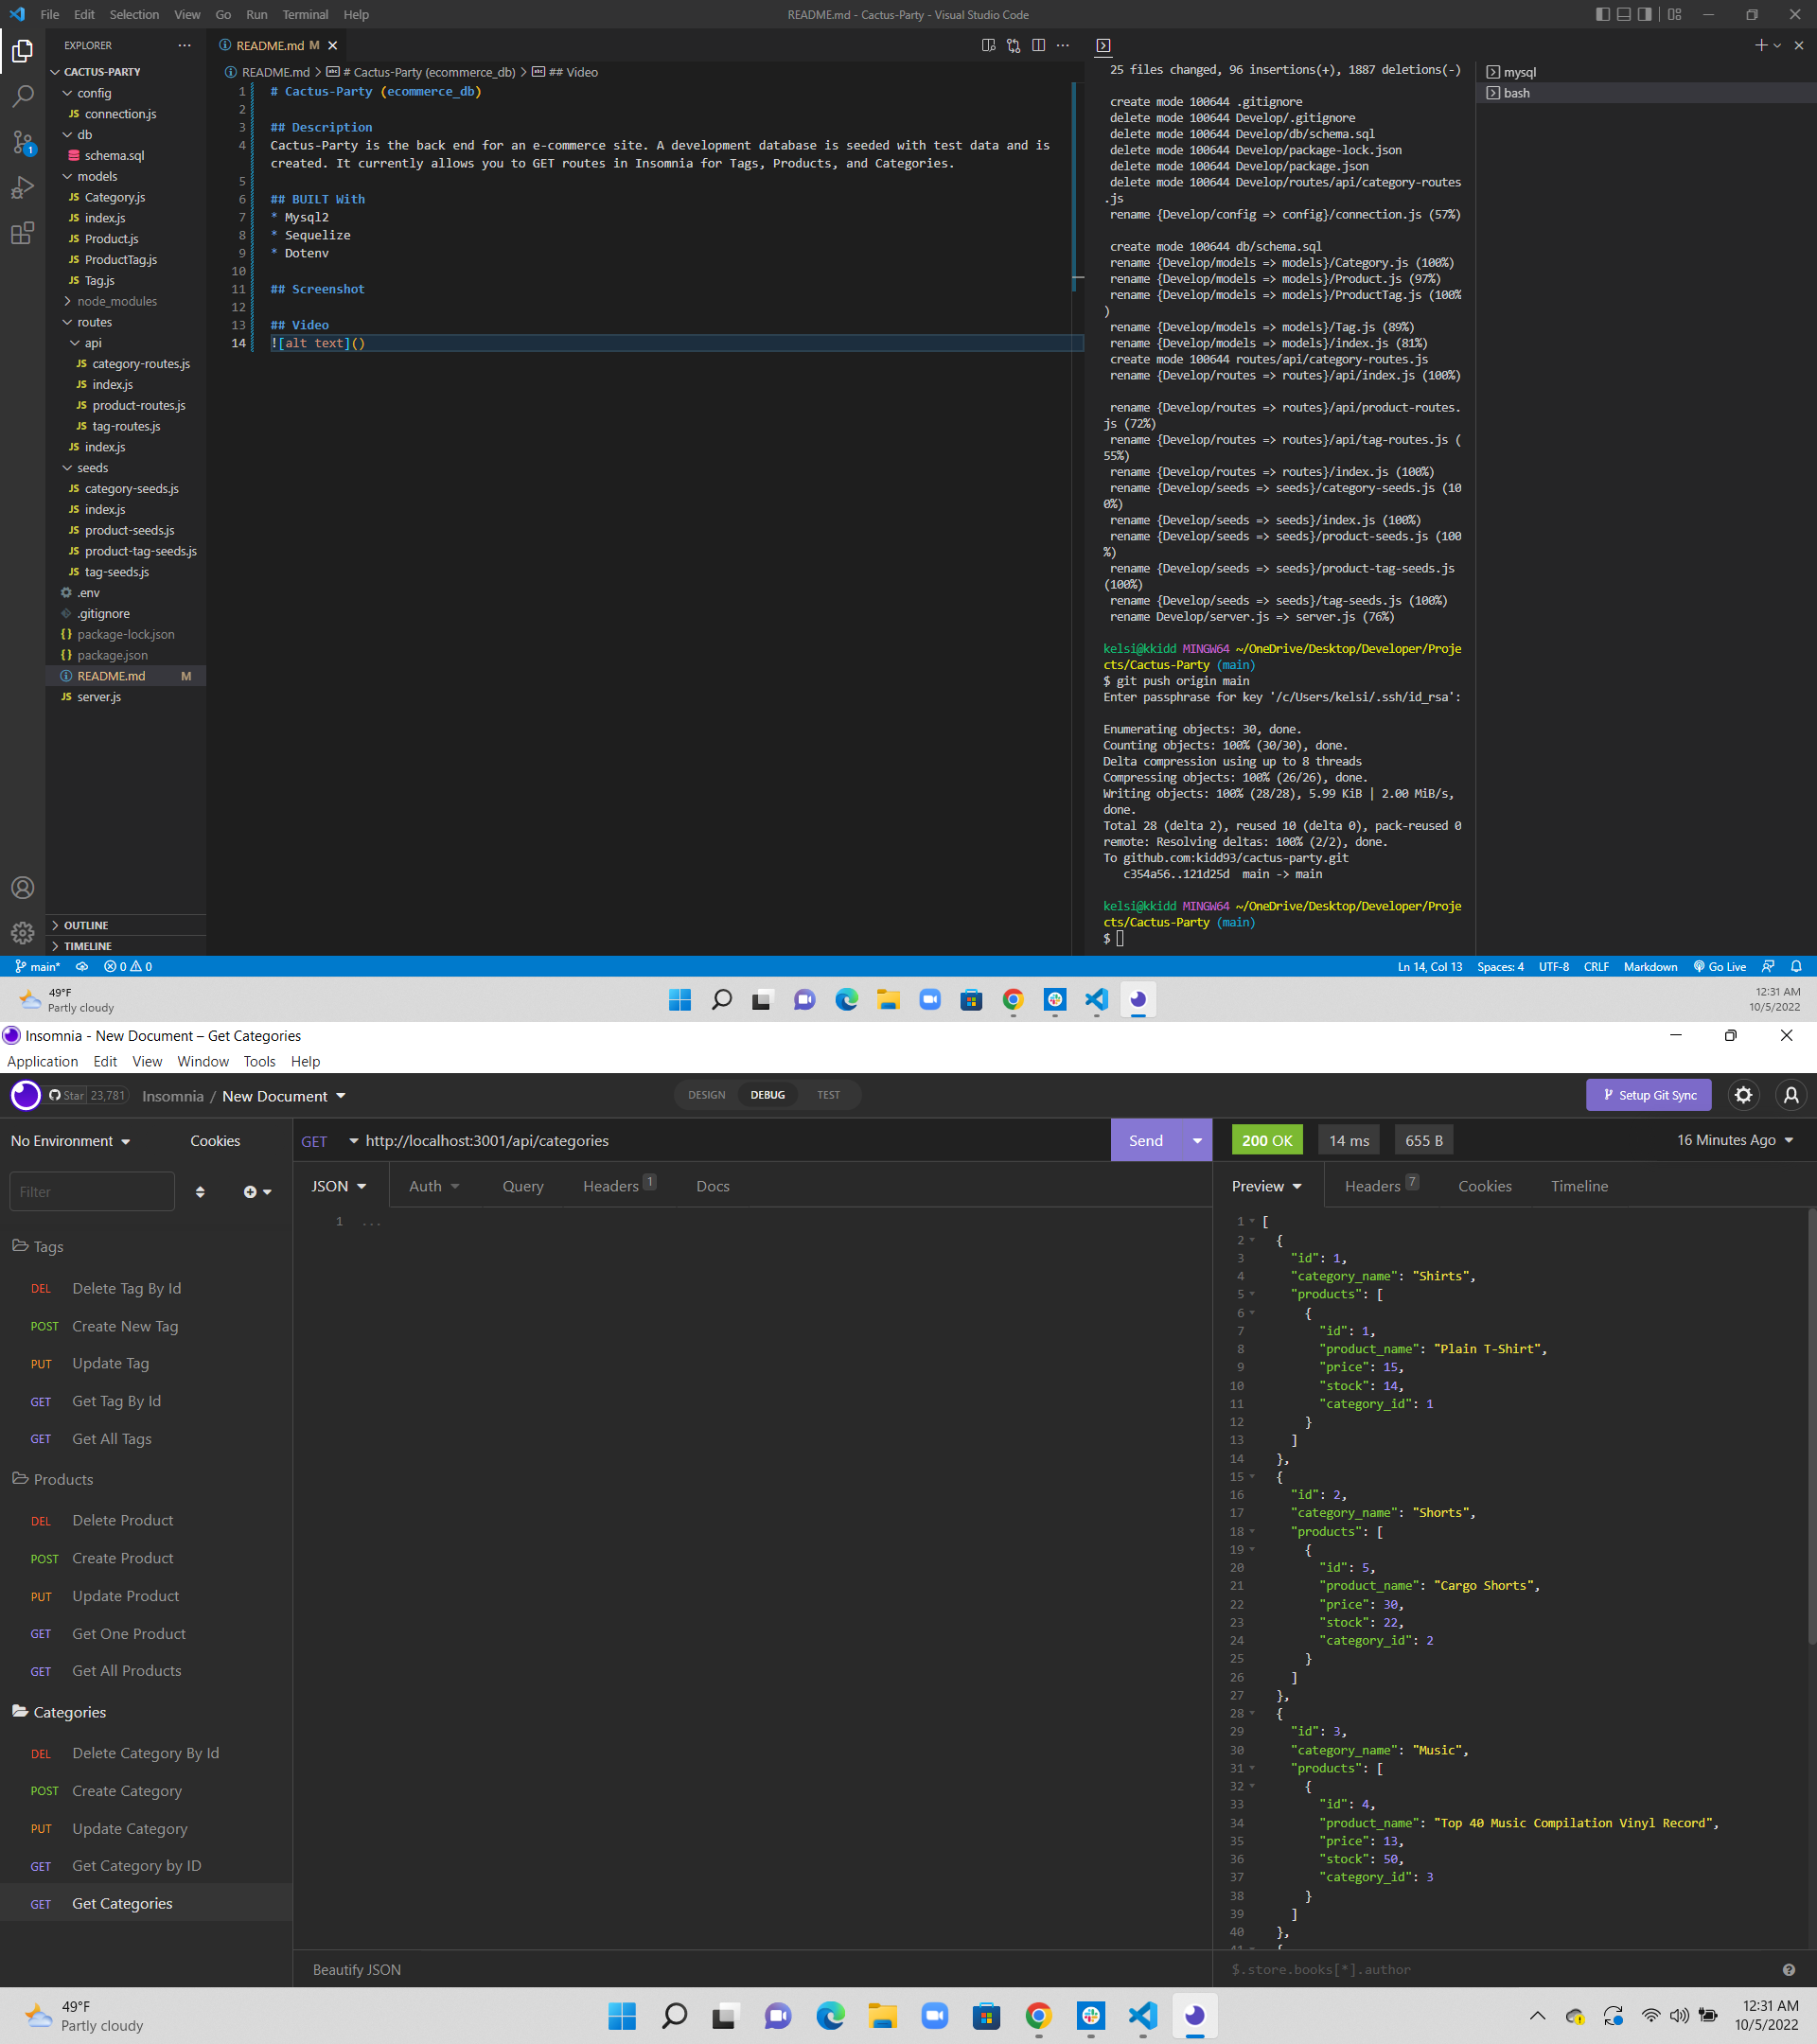 File Edit Selection View Go Run Terminal Help
README.md - Cactus-Party - Visual Studio Code
EXPLORER
CACTUS-PARTY
config
JS connection.js
db
schema.sql
models
JS Category.js
JS index.js
JS Product.js
JS ProductTag.js
JS Tag.js
node_modules
routes
api
JS category-routes.js
JS index.js
JS product-routes.js
JS tag-routes.js
JS index.js
seeds
JS category-seeds.js
JS index.js
JS product-seeds.js
JS product-tag-seeds.js
JS tag-seeds.js
.env
.gitignore
{} package-lock.json
{} package.json
README.md M
JS server.js
OUTLINE
TIMELINE
README.md M
README.md > # Cactus-Party (ecommerce_db) > ## Video
1 # Cactus-Party (ecommerce_db)
2
3 ## Description
4 Cactus-Party is the back end for an e-commerce site. A development database is seeded with test data and is
created. It currently allows you to GET routes in Insomnia for Tags, Products, and Categories.
5
6 ## BUILT With
7 * Mysql2
8 * Sequelize
9 * Dotenv
10
11 ## Screenshot
12
13 ## Video
14 ![alt text]()
25 files changed, 96 insertions(+), 1887 deletions(-)
create mode 100644 .gitignore
delete mode 100644 Develop/.gitignore
delete mode 100644 Develop/db/schema.sql
delete mode 100644 Develop/package-lock.json
delete mode 100644 Develop/package.json
delete mode 100644 Develop/routes/api/category-routes
.js
rename {Develop/config => config}/connection.js (57%)
create mode 100644 db/schema.sql
rename {Develop/models => models}/Category.js (100%)
rename {Develop/models => models}/Product.js (97%)
rename {Develop/models => models}/ProductTag.js (100%
)
rename {Develop/models => models}/Tag.js (89%)
rename {Develop/models => models}/index.js (81%)
create mode 100644 routes/api/category-routes.js
rename {Develop/routes => routes}/api/index.js (100%)
rename {Develop/routes => routes}/api/product-routes.
js (72%)
rename {Develop/routes => routes}/api/tag-routes.js (
55%)
rename {Develop/routes => routes}/index.js (100%)
rename {Develop/seeds => seeds}/category-seeds.js (10
0%)
rename {Develop/seeds => seeds}/index.js (100%)
rename {Develop/seeds => seeds}/product-seeds.js (100
%)
rename {Develop/seeds => seeds}/product-tag-seeds.js
(100%)
rename {Develop/seeds => seeds}/tag-seeds.js (100%)
rename Develop/server.js => server.js (76%)
kelsi@kkidd MINGW64 ~/OneDrive/Desktop/Developer/Proje
cts/Cactus-Party (main)
$ git push origin main
Enter passphrase for key '/c/Users/kelsi/.ssh/id_rsa':
Enumerating objects: 30, done.
Counting objects: 100% (30/30), done.
Delta compression using up to 8 threads
Compressing objects: 100% (26/26), done.
Writing objects: 100% (28/28), 5.99 KiB | 2.00 MiB/s,
done.
Total 28 (delta 2), reused 10 (delta 0), pack-reused 0
remote: Resolving deltas: 100% (2/2), done.
To github.com:kidd93/cactus-party.git
c354a56..121d25d main -> main
kelsi@kkidd MINGW64 ~/OneDrive/Desktop/Developer/Proje
cts/Cactus-Party (main)
$
mysql
bash
main* 0 0
Ln 14, Col 13 Spaces: 4 UTF-8 CRLF Markdown Go Live
49°F
Partly cloudy
12:31 AM
10/5/2022
Insomnia - New Document – Get Categories
Application Edit View Window Tools Help
Star 23,781 Insomnia / New Document
DESIGN DEBUG TEST
Setup Git Sync
No Environment Cookies
Filter
Tags
DEL Delete Tag By Id
POST Create New Tag
PUT Update Tag
GET Get Tag By Id
GET Get All Tags
Products
DEL Delete Product
POST Create Product
PUT Update Product
GET Get One Product
GET Get All Products
Categories
DEL Delete Category By Id
POST Create Category
PUT Update Category
GET Get Category by ID
GET Get Categories
GET http://localhost:3001/api/categories Send
JSON Auth Query Headers 1 Docs
1 ...
Beautify JSON
200 OK 14 ms 655 B 16 Minutes Ago
Preview Headers 7 Cookies Timeline
1 [
2 {
3 "id": 1,
4 "category_name": "Shirts",
5 "products": [
6 {
7 "id": 1,
8 "product_name": "Plain T-Shirt",
9 "price": 15,
10 "stock": 14,
11 "category_id": 1
12 }
13 ]
14 },
15 {
16 "id": 2,
17 "category_name": "Shorts",
18 "products": [
19 {
20 "id": 5,
21 "product_name": "Cargo Shorts",
22 "price": 30,
23 "stock": 22,
24 "category_id": 2
25 }
26 ]
27 },
28 {
29 "id": 3,
30 "category_name": "Music",
31 "products": [
32 {
33 "id": 4,
34 "product_name": "Top 40 Music Compilation Vinyl Record",
35 "price": 13,
36 "stock": 50,
37 "category_id": 3
38 }
39 ]
40 },
41 {
$.store.books[*].author
49°F
Partly cloudy
12:31 AM
10/5/2022